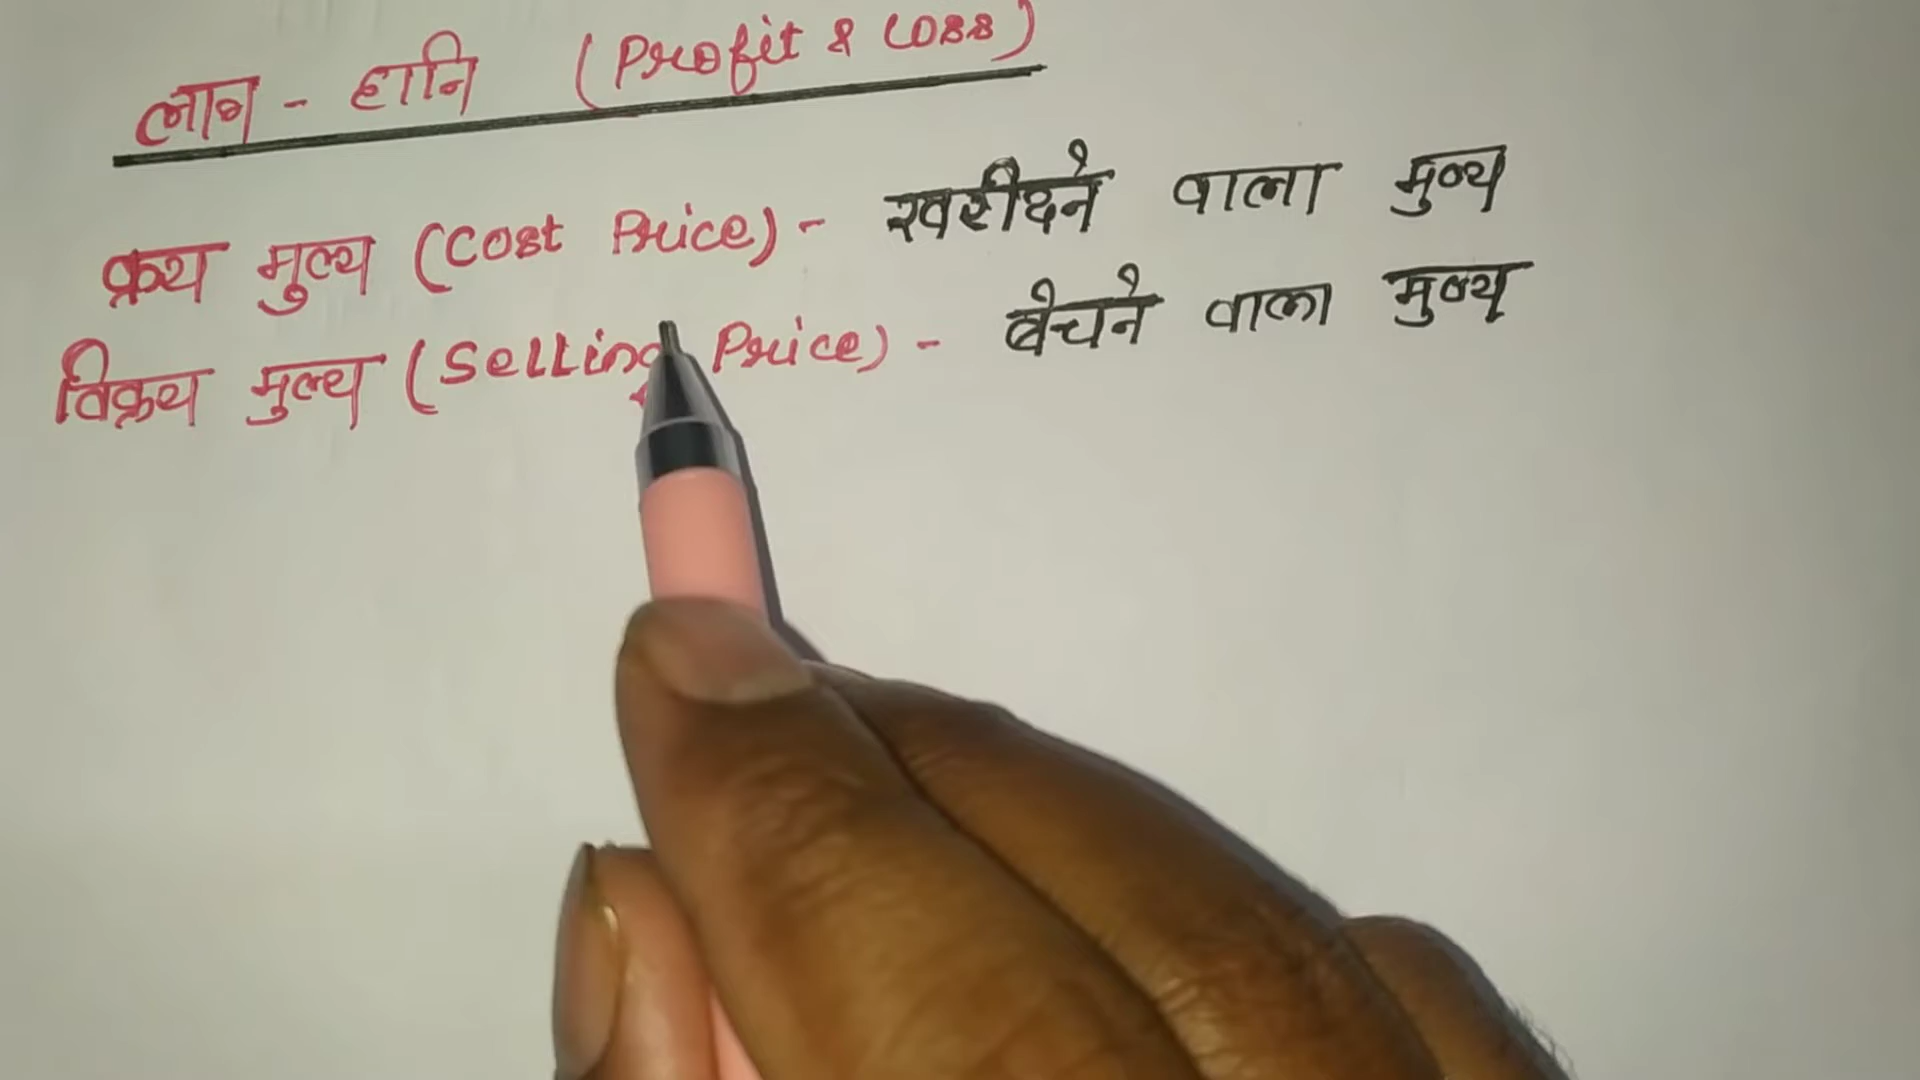 लाभ - हानि (Profit & Loss)
क्रय मुल्य (Cost Price) - खरीदने वाला मुल्य
विक्रय मुल्य (Selling Price) - बेचने वाला मुल्य